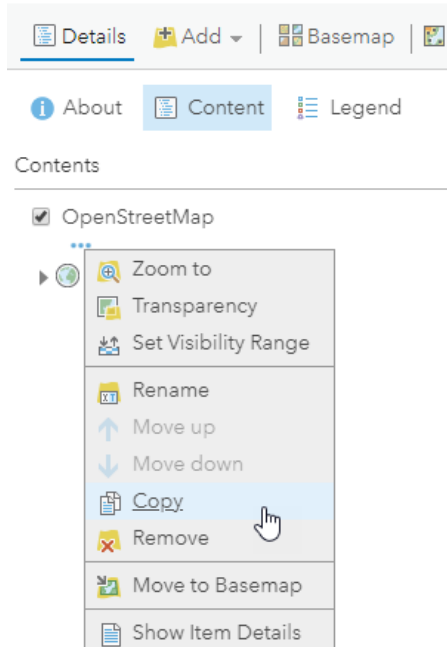 Details Add Basemap
About Content Legend
Contents
OpenStreetMap
Zoom to
Transparency
Set Visibility Range
Rename
Move up
Move down
Copy
Remove
Move to Basemap
Show Item Details